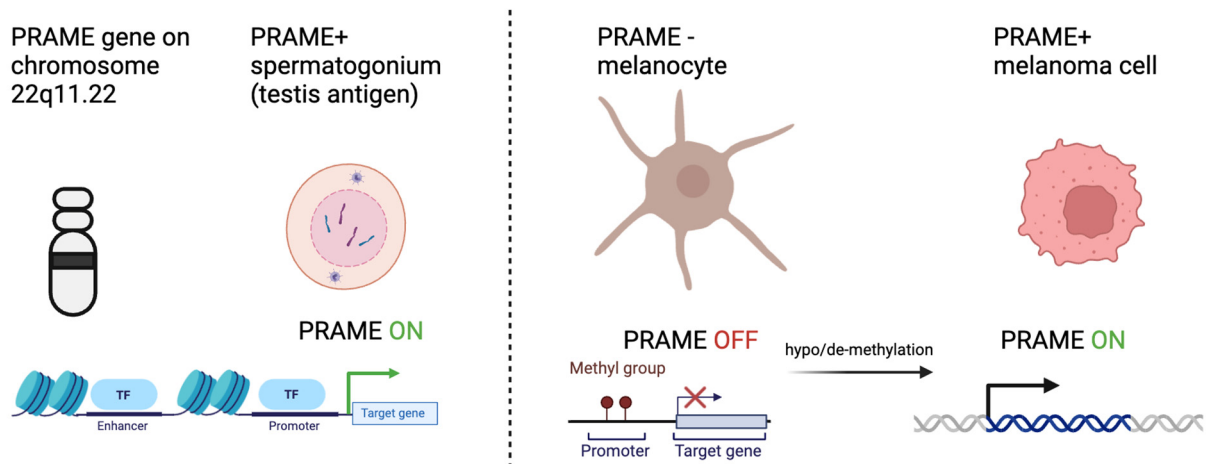 PRAME gene on
chromosome
22q11.22
PRAME+
spermatogonium
(testis antigen)
PRAME ON
TF
TF
Enhancer
Promoter
Target gene
PRAME -
melanocyte
PRAME+
melanoma cell
PRAME OFF
hypo/de-methylation
PRAME ON
Methyl group
Promoter
Target gene